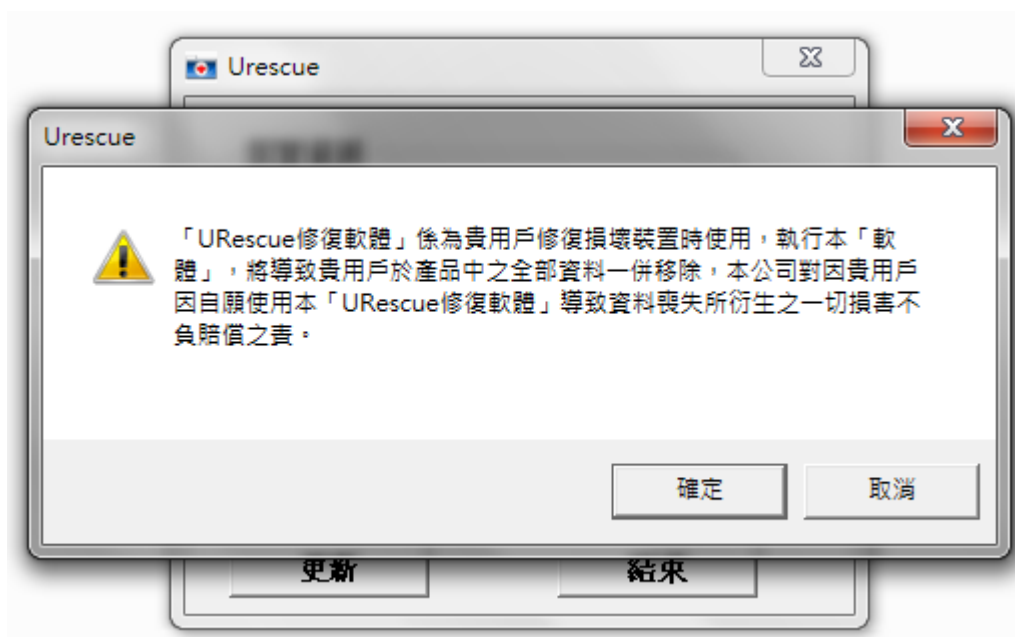 Urescue
Urescue
「URescue修復軟體」係為貴用戶修復損壞裝置時使用，執行本「軟
體」，將導致貴用戶於產品中之全部資料一併移除，本公司對因貴用戶
因自願使用本「URescue修復軟體」導致資料喪失所衍生之一切損害不
負賠償之責。
確定 取消
更新 結束